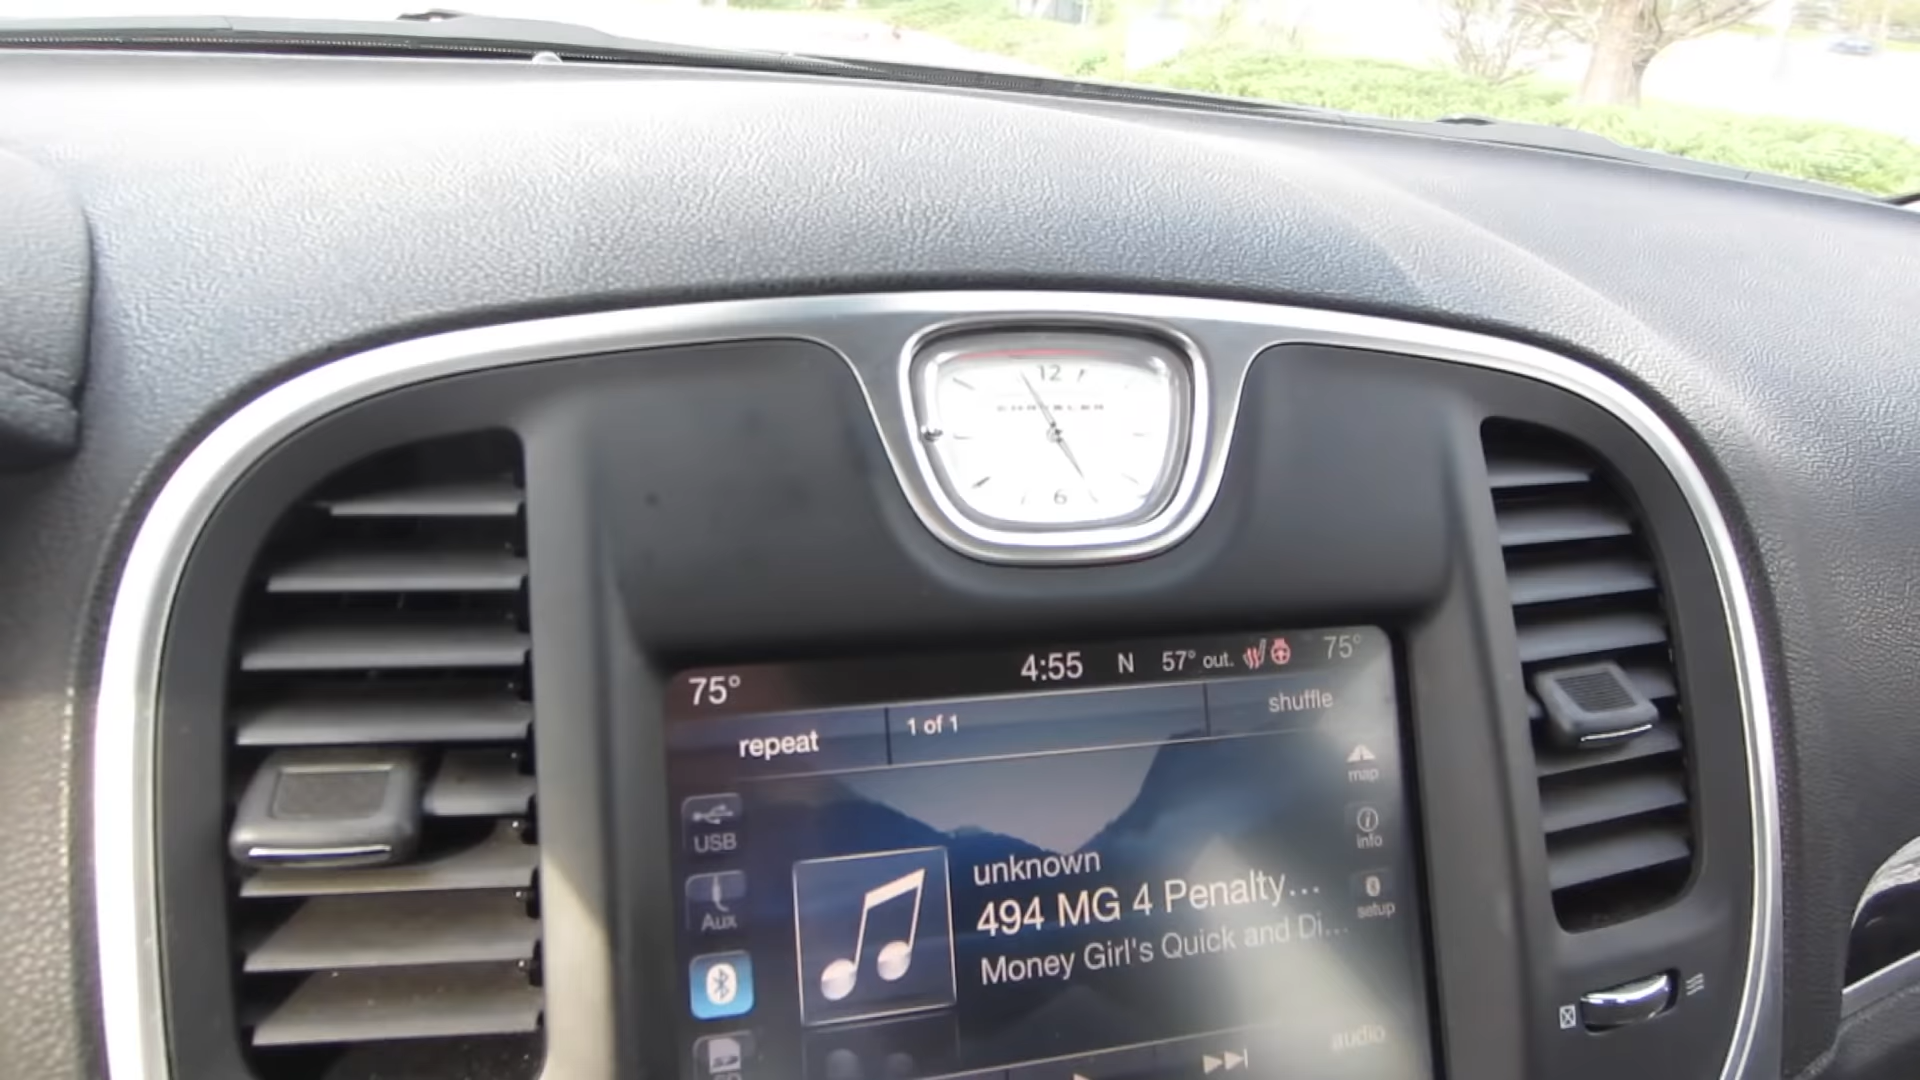 12
CHRYSLER
6
75° 4:55 N 57° out. 75°
repeat 1 of 1 shuffle
map
USB
info
unknown
Aux
494 MG 4 Penalty...
setup
Money Girl's Quick and Di...
audio